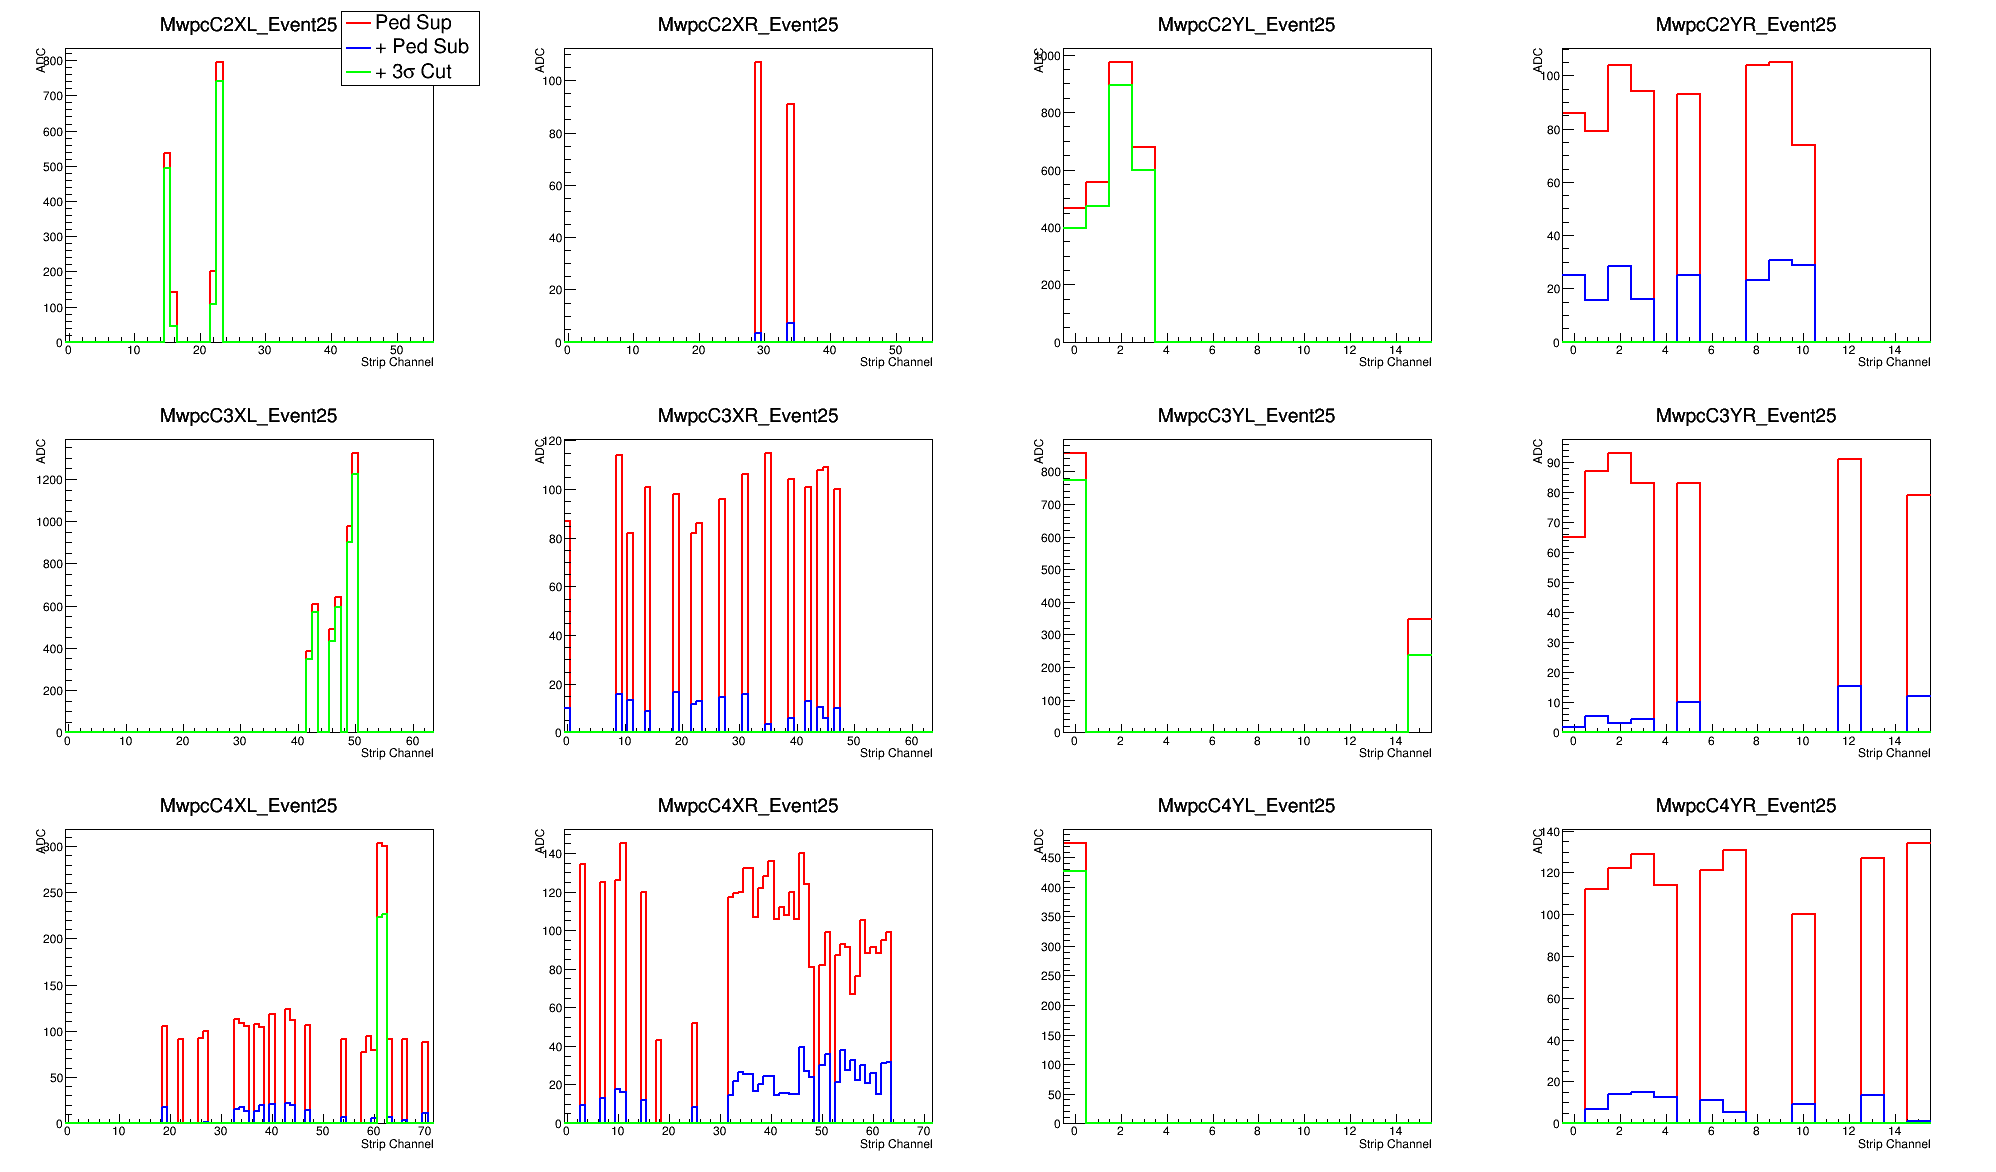 MwpcC2XL_Event25
Ped Sup
+ Ped Sub
+ 3σ Cut
ADC
800
700
600
500
400
300
200
100
0
0 10 20 30 40 50
Strip Channel
MwpcC2XR_Event25
ADC
100
80
60
40
20
0
0 10 20 30 40 50
Strip Channel
MwpcC2YL_Event25
ADC
1000
800
600
400
200
0
0 2 4 6 8 10 12 14
Strip Channel
MwpcC2YR_Event25
ADC
100
80
60
40
20
0
0 2 4 6 8 10 12 14
Strip Channel
MwpcC3XL_Event25
ADC
1200
1000
800
600
400
200
0
0 10 20 30 40 50 60
Strip Channel
MwpcC3XR_Event25
ADC
120
100
80
60
40
20
0
0 10 20 30 40 50 60
Strip Channel
MwpcC3YL_Event25
ADC
800
700
600
500
400
300
200
100
0
0 2 4 6 8 10 12 14
Strip Channel
MwpcC3YR_Event25
ADC
90
80
70
60
50
40
30
20
10
0
0 2 4 6 8 10 12 14
Strip Channel
MwpcC4XL_Event25
ADC
300
250
200
150
100
50
0
0 10 20 30 40 50 60 70
Strip Channel
MwpcC4XR_Event25
ADC
140
120
100
80
60
40
20
0
0 10 20 30 40 50 60 70
Strip Channel
MwpcC4YL_Event25
ADC
450
400
350
300
250
200
150
100
50
0
0 2 4 6 8 10 12 14
Strip Channel
MwpcC4YR_Event25
ADC
140
120
100
80
60
40
20
0
0 2 4 6 8 10 12 14
Strip Channel